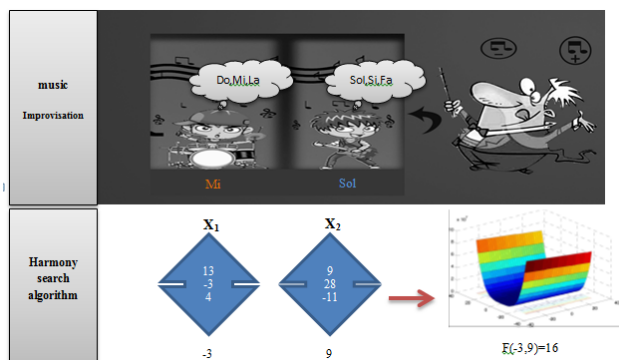 music
Improvisation
Do,Mi,La
Sol,Si,Fa
Mi
Sol
Harmony
search
algorithm
X1
X2
13
-3
4
9
28
-11
-3
9
F(-3,9)=16